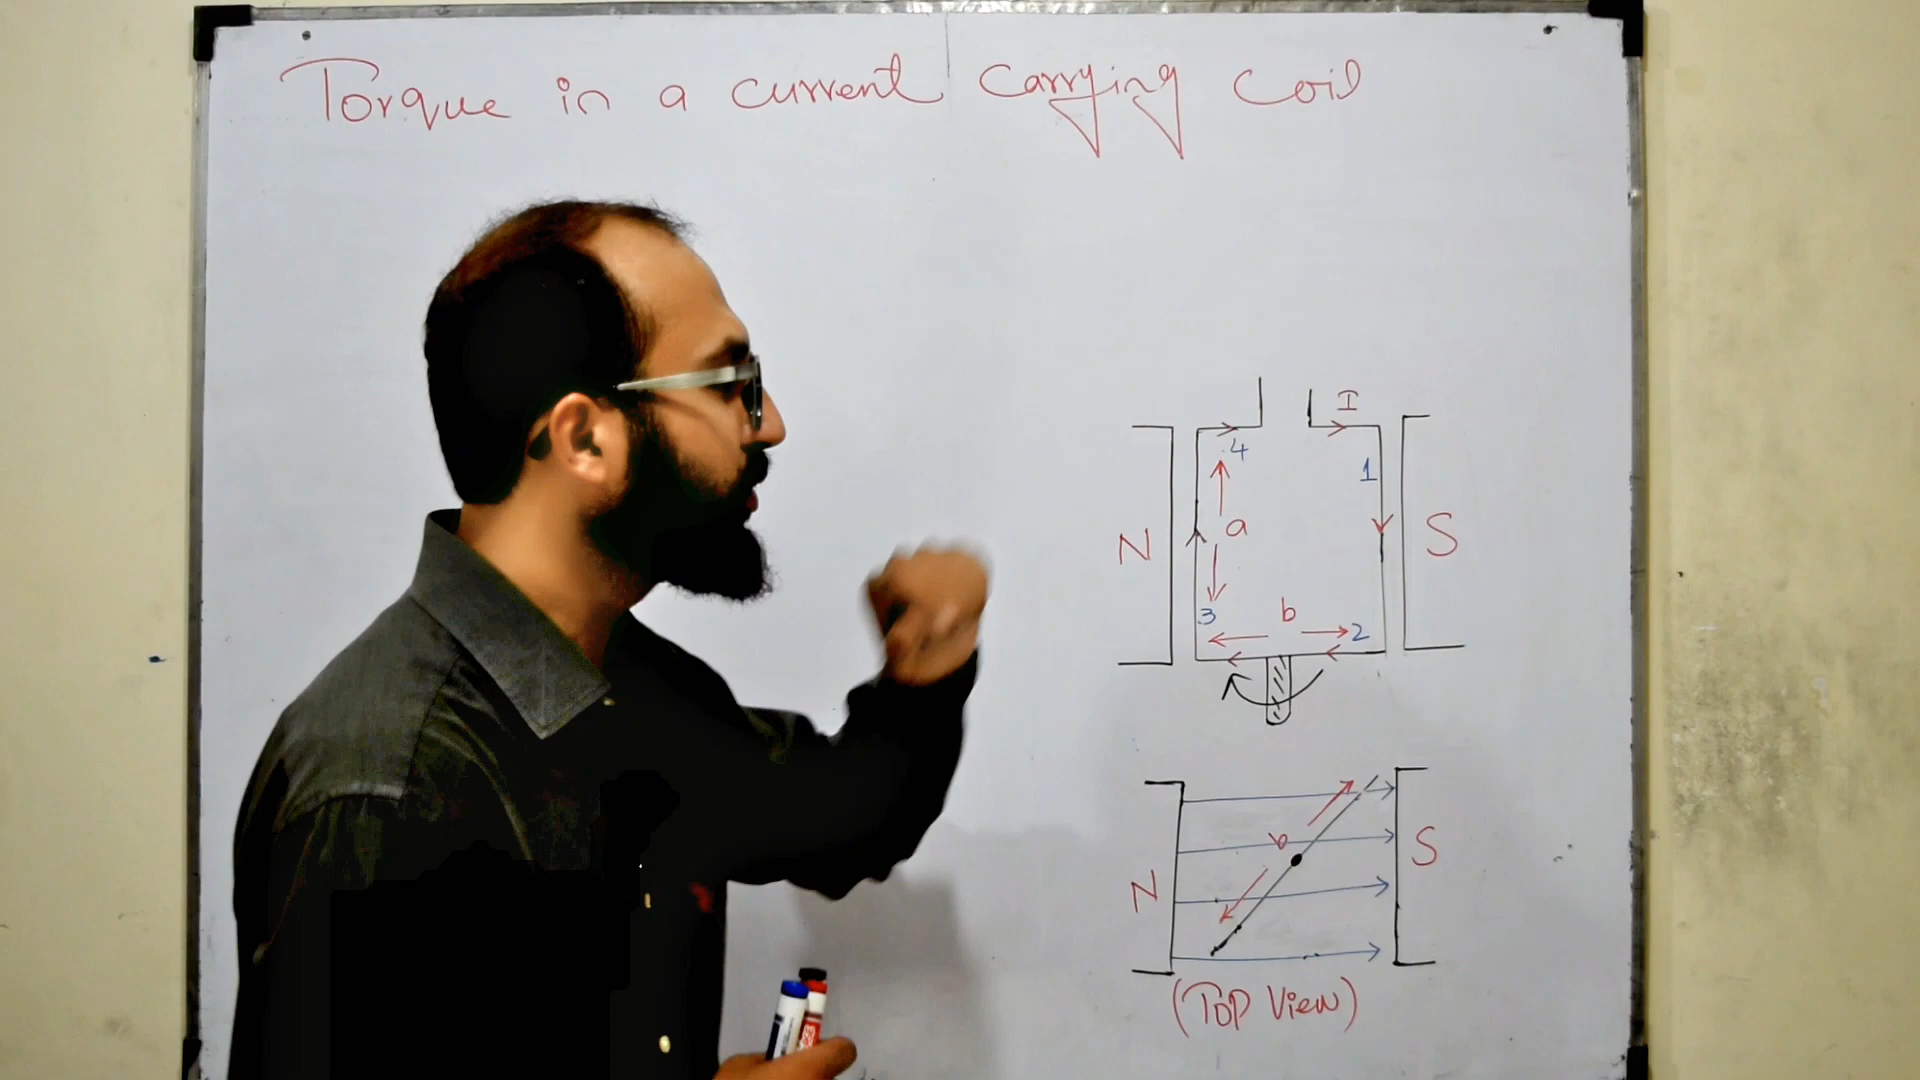 Torque in a current carrying coil
I
4
1
N
a
S
3
b
2
b
N
S
(Top View)